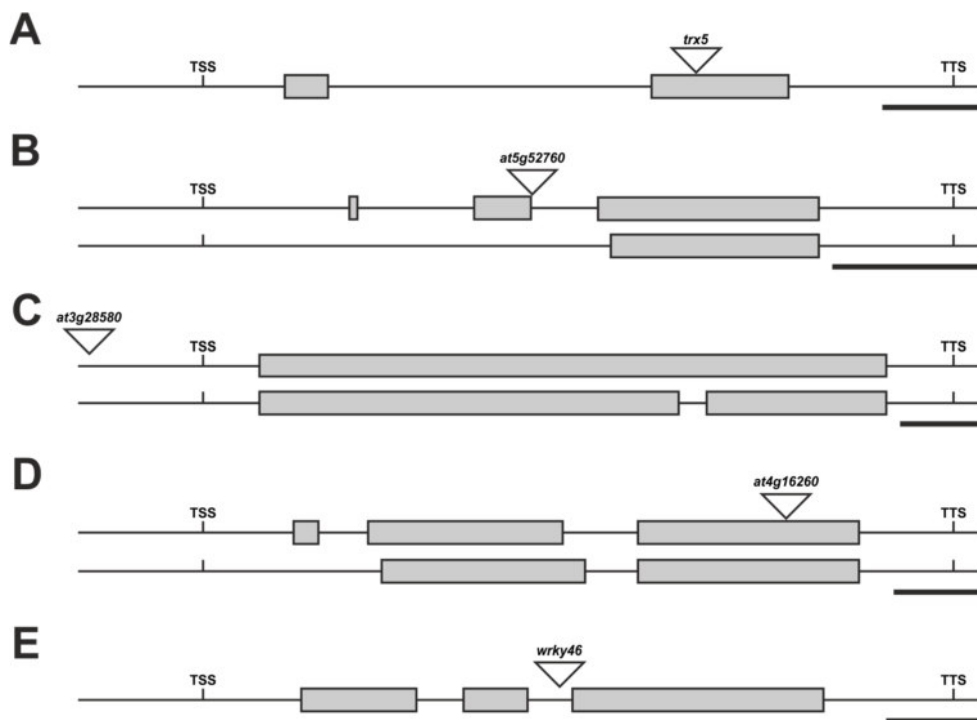 A
trx5
TSS TTS
B
at5g52760
TSS TTS
C
at3g28580
TSS TTS
D
at4g16260
TSS TTS
E
wrky46
TSS TTS